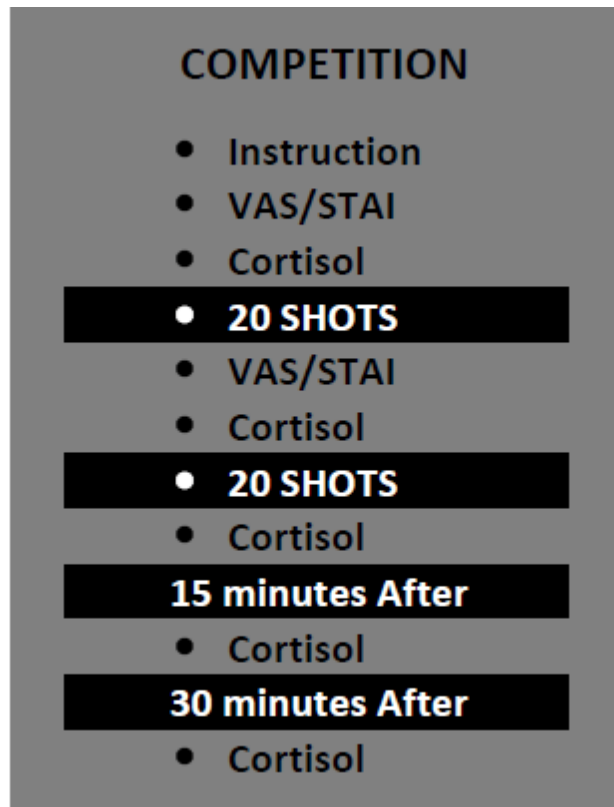 COMPETITION
• Instruction
• VAS/STAI
• Cortisol
• 20 SHOTS
• VAS/STAI
• Cortisol
• 20 SHOTS
• Cortisol
15 minutes After
• Cortisol
30 minutes After
• Cortisol